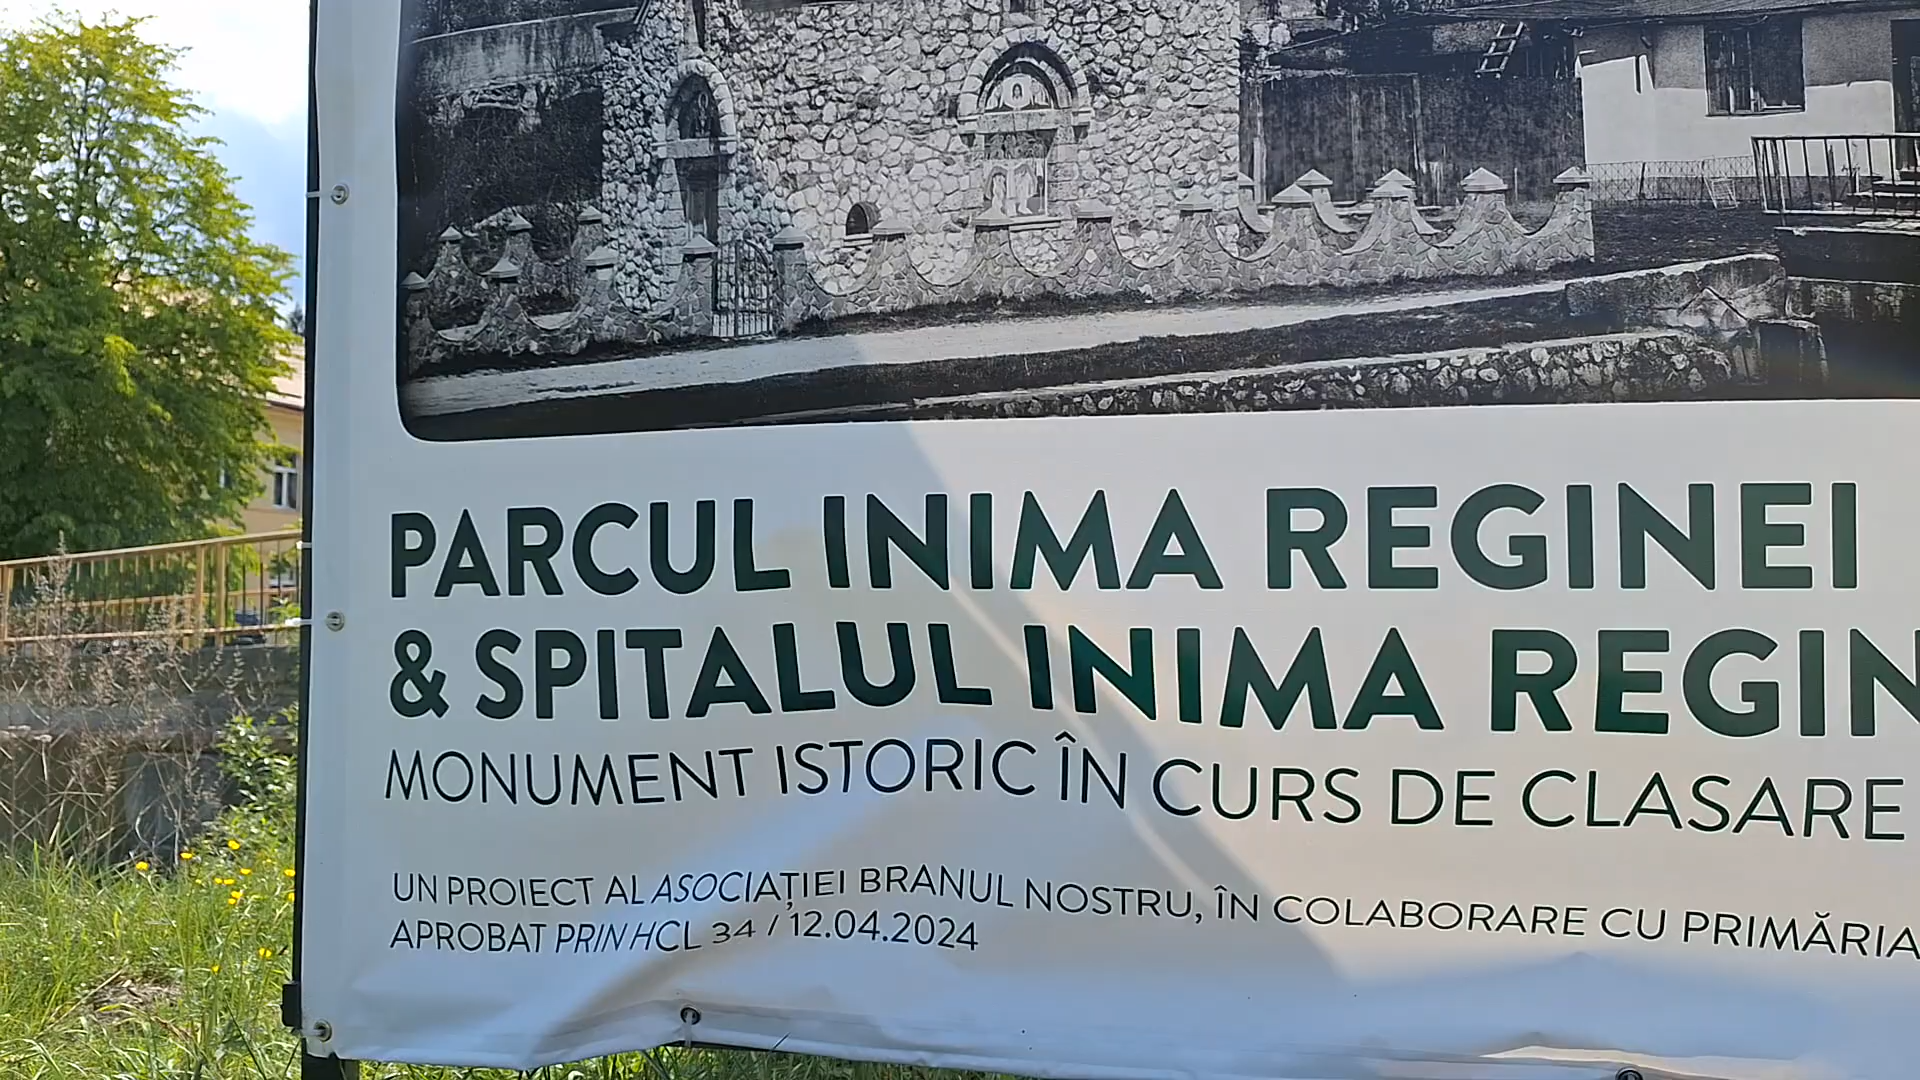 PARCUL INIMA REGINEI
& SPITALUL INIMA REGIN
MONUMENT ISTORIC ÎN CURS DE CLASARE
UN PROIECT AL ASOCIAȚIEI BRANUL NOSTRU, ÎN COLABORARE CU PRIMĂRIA
APROBAT PRIN HCL 34 / 12.04.2024